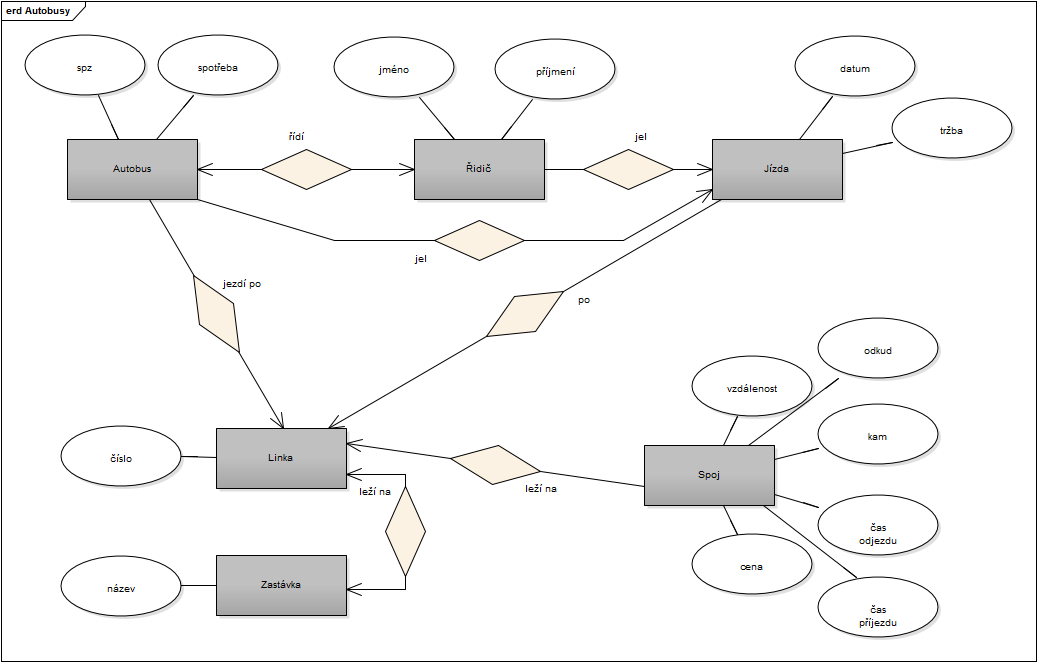 erd Autobusy
spz
spotřeba
jméno
příjmení
datum
tržba
řídí
jel
Autobus
Řidič
Jízda
jel
jezdí po
po
odkud
vzdálenost
kam
číslo
Linka
Spoj
leží na
leží na
čas
odjezdu
cena
název
Zastávka
čas
příjezdu